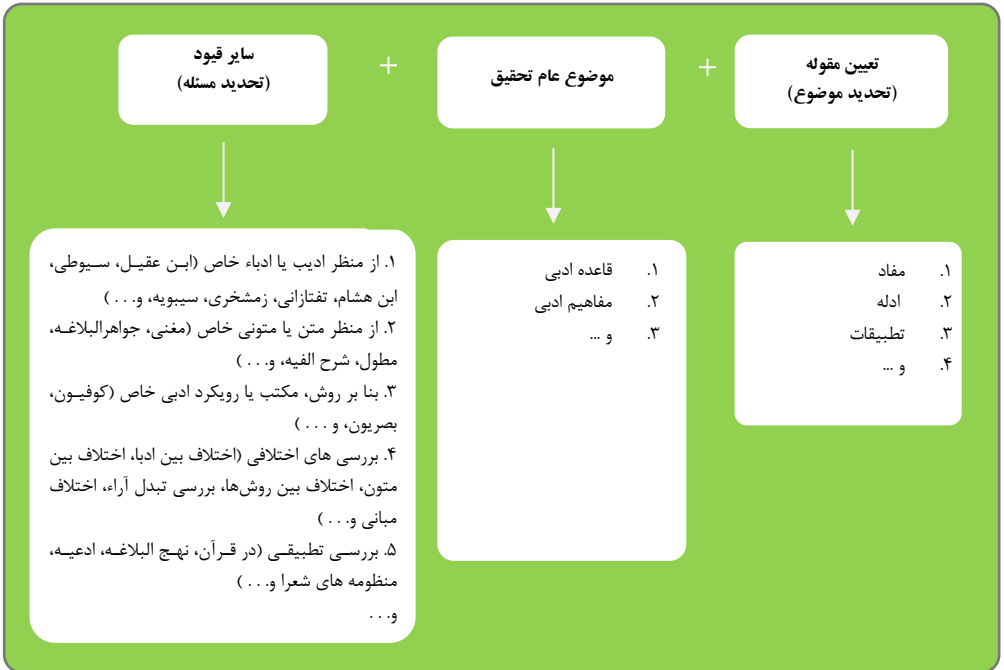 تعیین مقوله
(تحدید موضوع)
+
موضوع عام تحقیق
+
سایر قیود
(تحدید مسئله)
۱. مفاد
۲. ادله
۳. تطبیقات
۴. و ...
۱. قاعده ادبی
۲. مفاهیم ادبی
۳. و ...
۱. از منظر ادیب یا ادباء خاص (ابن عقیل، سیوطی،
ابن هشام، تفتازانی، زمشخری، سیبویه، و. . . )
۲. از منظر متن یا متونی خاص (مغنی، جواهرالبلاغه،
مطول، شرح الفیه، و. . . )
۳. بنا بر روش، مکتب یا رویکرد ادبی خاص (کوفیون،
بصریون، و . . . )
۴. بررسی های اختلافی (اختلاف بین ادبا، اختلاف بین
متون، اختلاف بین روش‌ها، بررسی تبدل آراء، اختلاف
مبانی و. . . )
۵. بررسی تطبیقی (در قرآن، نهج البلاغه، ادعیه،
منظومه های شعرا و. . . )
و. . .